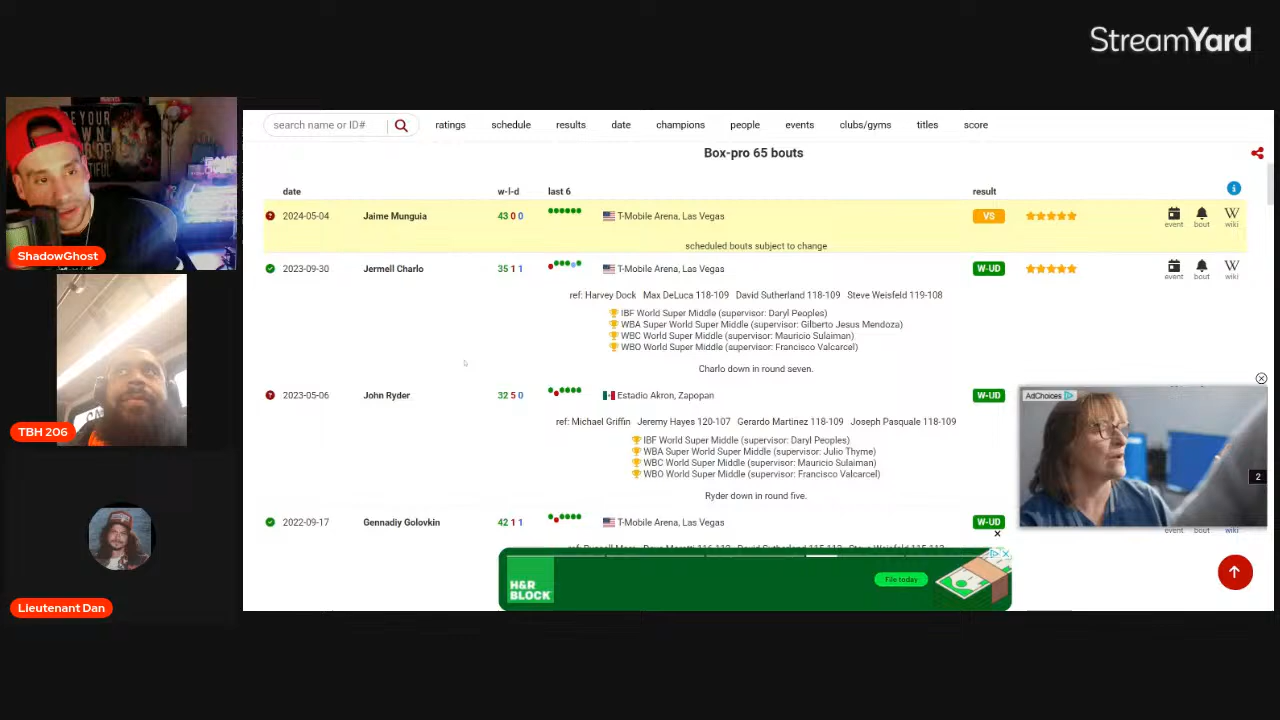 StreamYard
search name or ID#
ratings schedule results date champions people events clubs/gyms titles score
Box-pro 65 bouts
date w-l-d last 6 result
2024-05-04 Jaime Munguia 43 0 0 T-Mobile Arena, Las Vegas VS event bout wiki
scheduled bouts subject to change
2023-09-30 Jermell Charlo 35 1 1 T-Mobile Arena, Las Vegas W-UD event bout wiki
ref: Harvey Dock Max DeLuca 118-109 David Sutherland 118-109 Steve Weisfeld 119-108
IBF World Super Middle (supervisor: Daryl Peoples)
WBA Super World Super Middle (supervisor: Gilberto Jesus Mendoza)
WBC World Super Middle (supervisor: Mauricio Sulaiman)
WBO World Super Middle (supervisor: Francisco Valcarcel)
Charlo down in round seven.
2023-05-06 John Ryder 32 5 0 Estadio Akron, Zapopan W-UD
ref: Michael Griffin Jeremy Hayes 120-107 Gerardo Martinez 118-109 Joseph Pasquale 118-109
IBF World Super Middle (supervisor: Daryl Peoples)
WBA Super World Super Middle (supervisor: Julio Thyme)
WBC World Super Middle (supervisor: Mauricio Sulaiman)
WBO World Super Middle (supervisor: Francisco Valcarcel)
Ryder down in round five.
2022-09-17 Gennadiy Golovkin 42 1 1 T-Mobile Arena, Las Vegas W-UD
bout wiki
AdChoices
2
H&R
BLOCK
File today
ShadowGhost
TBH 206
Lieutenant Dan